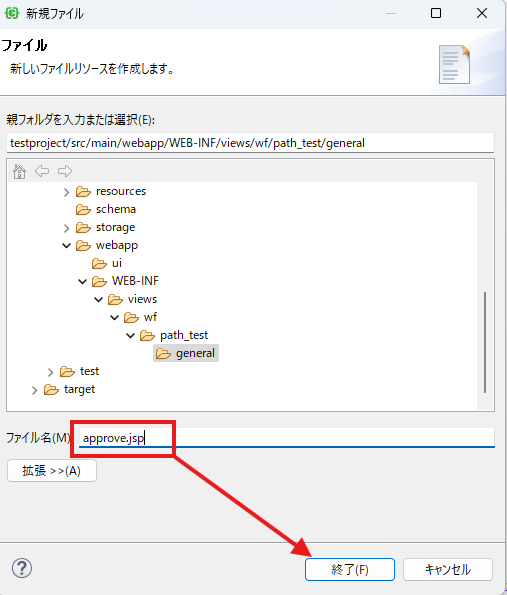 新規ファイル
ファイル
新しいファイルリソースを作成します。
親フォルダを入力または選択(E):
testproject/src/main/webapp/WEB-INF/views/wf/path_test/general
resources
schema
storage
webapp
ui
WEB-INF
views
wf
path_test
general
test
target
ファイル名(M)
approve.jsp
拡張 >>(A)
?
終了(F)
キャンセル